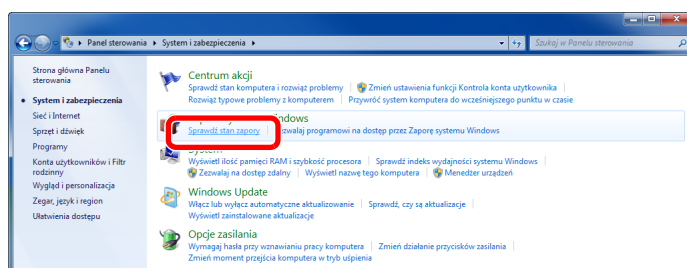 Panel sterowania ▸ System i zabezpieczenia ▸
Szukaj w Panelu sterowania
Strona główna Panelu
sterowania
System i zabezpieczenia
Sieć i Internet
Sprzęt i dźwięk
Programy
Konta użytkowników i Filtr
rodzinny
Wygląd i personalizacja
Zegar, język i region
Ułatwienia dostępu
Centrum akcji
Sprawdź stan komputera i rozwiąż problemy | Zmień ustawienia funkcji Kontrola konta użytkownika
Rozwiąż typowe problemy z komputerem | Przywróć system komputera do wcześniejszego punktu w czasie
Sprawdź stan zapory | programowi na dostęp przez Zaporę systemu Windows
System
Wyświetl ilość pamięci RAM i szybkość procesora | Sprawdź indeks wydajności systemu Windows
Zezwalaj na dostęp zdalny | Wyświetl nazwę tego komputera | Menedżer urządzeń
Windows Update
Włącz lub wyłącz automatyczne aktualizowanie | Sprawdź, czy są aktualizacje
Wyświetl zainstalowane aktualizacje
Opcje zasilania
Wymagaj hasła przy wznawianiu pracy komputera | Zmień działanie przycisków zasilania
Zmień moment przejścia komputera w tryb uśpienia